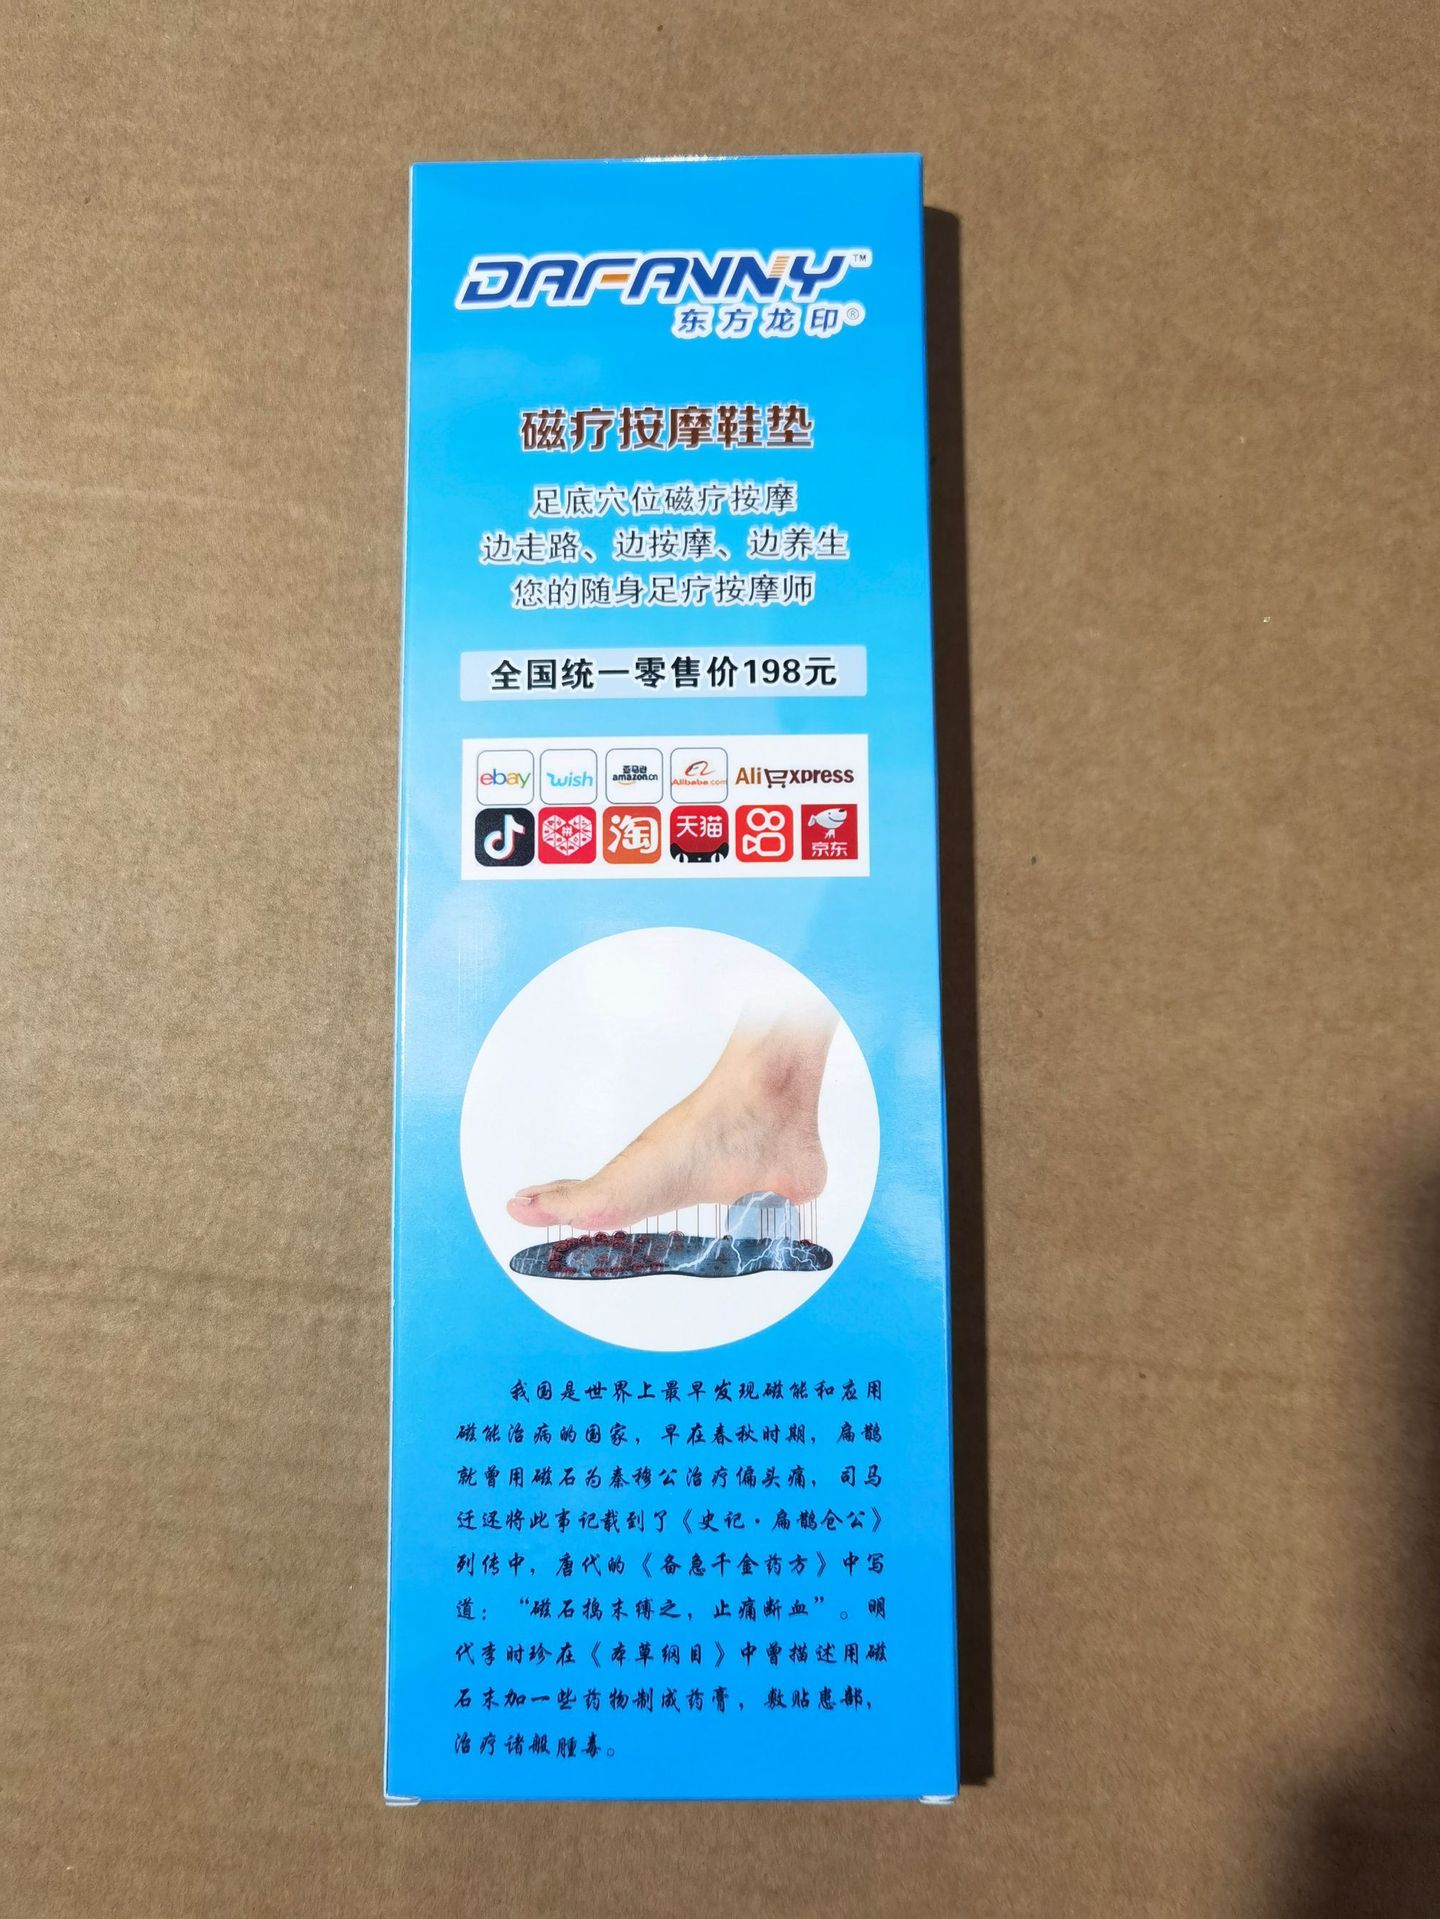 DAFANNY™
东方龙印®
磁疗按摩鞋垫
足底穴位磁疗按摩
边走路、边按摩、边养生
您的随身足疗按摩师
全国统一零售价198元
ebay wish 亚马逊 amazon.cn Alibaba.com AliExpress
拼 淘 天猫 京东
我国是世界上最早发现磁能和应用
磁能治病的国家，早在春秋时期，扁鹊
就曾用磁石为秦穆公治疗偏头痛，司马
迁还将此事记载到了《史记·扁鹊仓公》
列传中，唐代的《备急千金药方》中写
道：“磁石捣末缚之，止痛断血”。明
代李时珍在《本草纲目》中曾描述用磁
石末加一些药物制成药膏，敷贴患部，
治疗诸般腫毒。